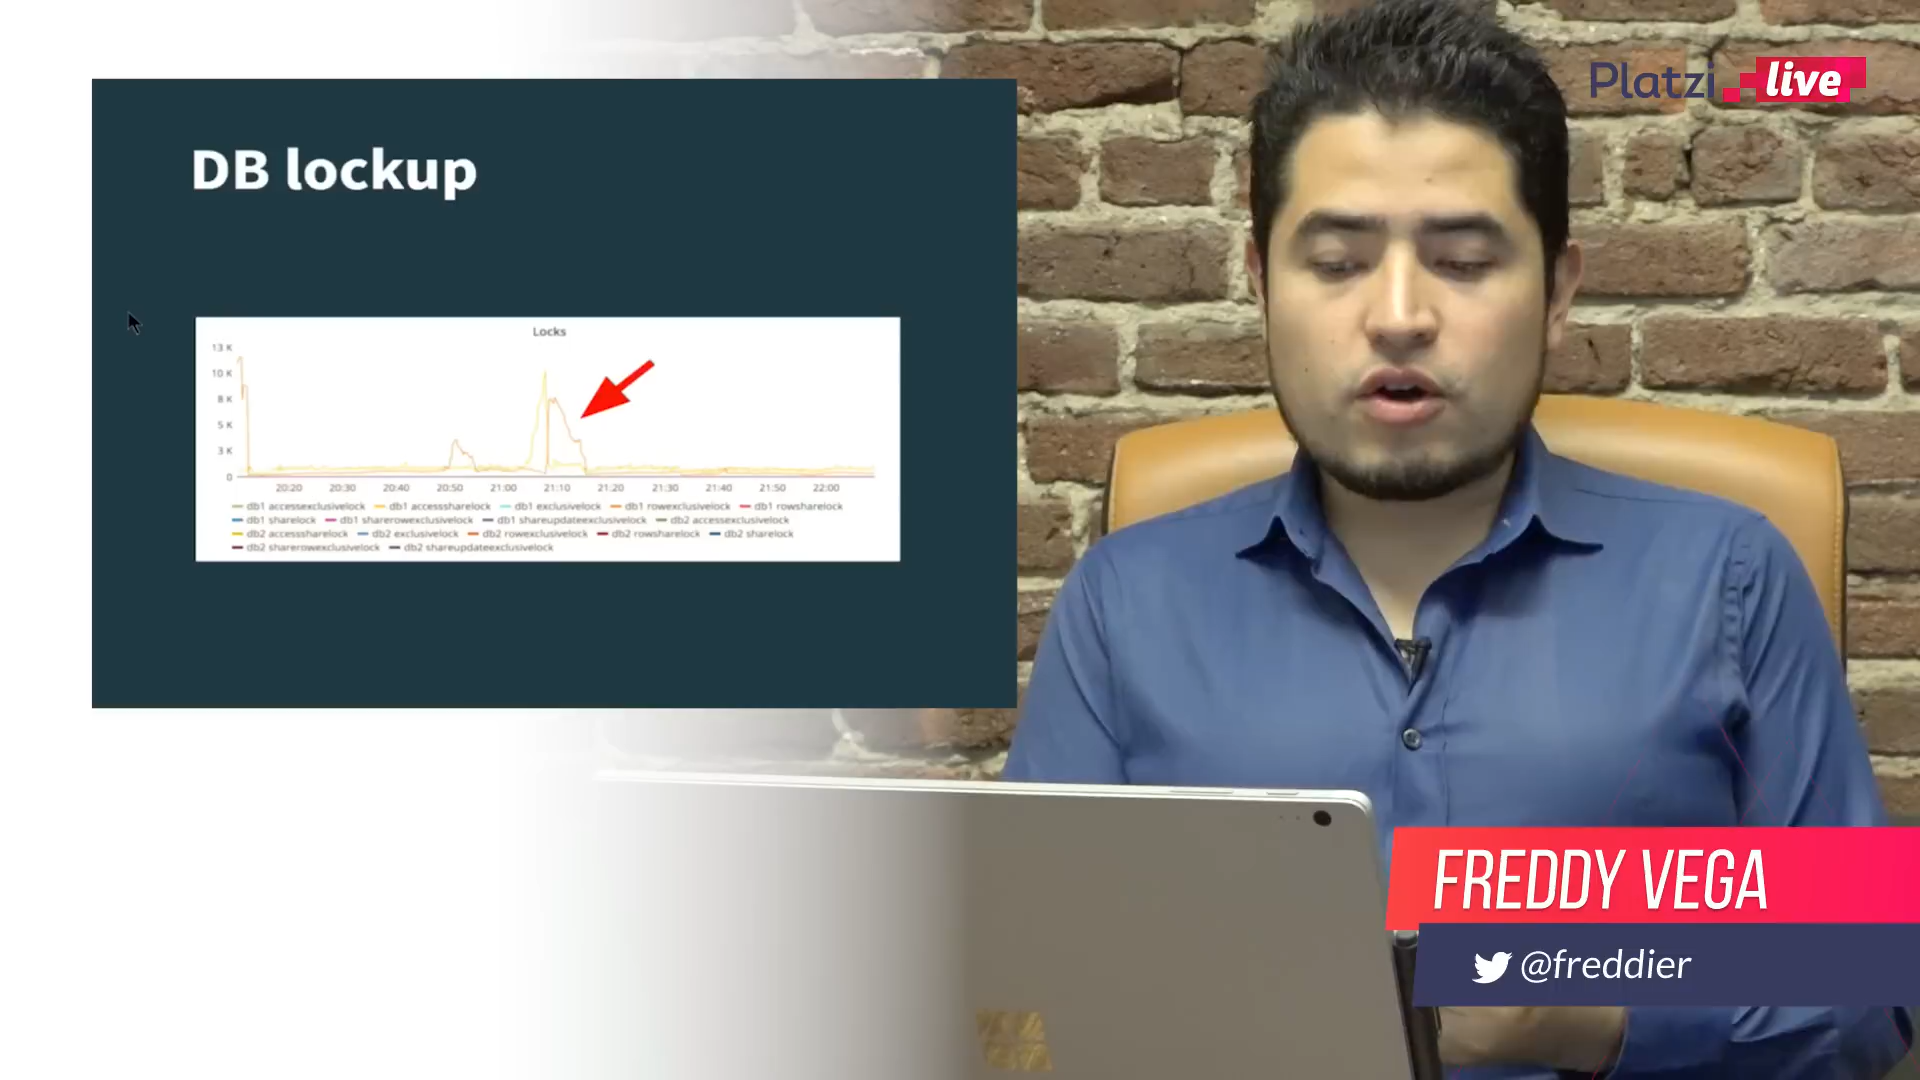 Platzi live
DB lockup
Locks
13 K
10 K
8 K
5 K
3 K
0
20:20 20:30 20:40 20:50 21:00 21:10 21:20 21:30 21:40 21:50 22:00
db1 accessexclusivelock db1 accesssharelock db1 exclusivelock db1 rowexclusivelock db1 rowsharelock
db1 sharelock db1 sharerowexclusivelock db1 shareupdateexclusivelock db2 accessexclusivelock
db2 accesssharelock db2 exclusivelock db2 rowexclusivelock db2 rowsharelock db2 sharelock
db2 sharerowexclusivelock db2 shareupdateexclusivelock
FREDDY VEGA
@freddier